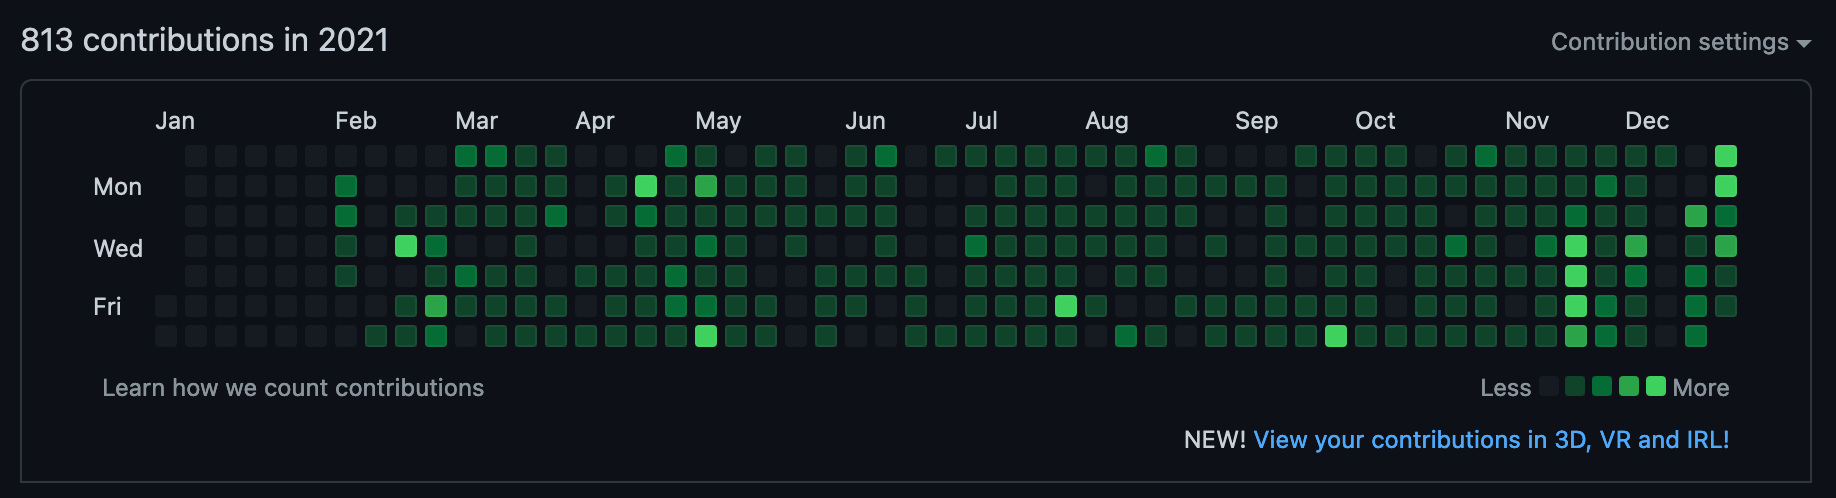 813 contributions in 2021
Contribution settings
Jan Feb Mar Apr May Jun Jul Aug Sep Oct Nov Dec
Mon
Wed
Fri
Learn how we count contributions
Less More
NEW! View your contributions in 3D, VR and IRL!